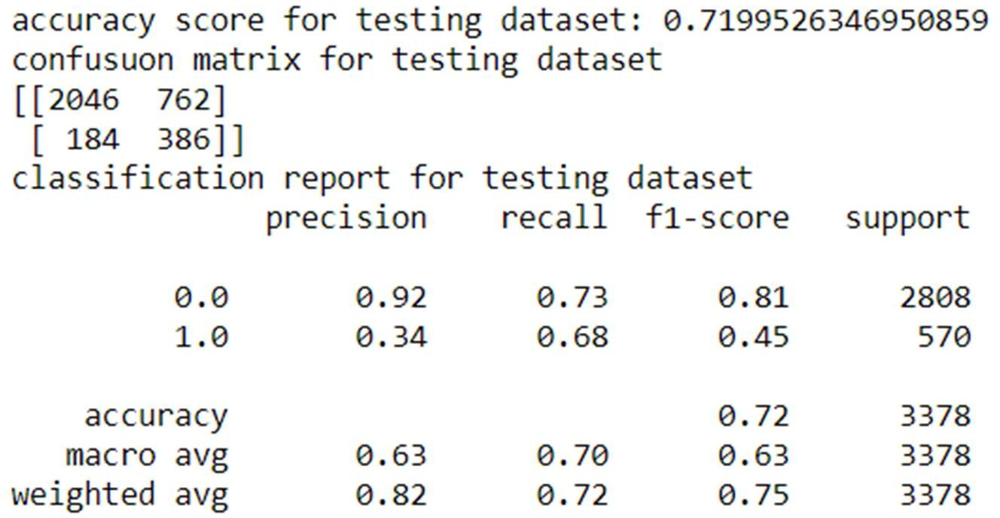 accuracy score for testing dataset: 0.7199526346950859
confusuon matrix for testing dataset
[[2046  762]
 [ 184  386]]
classification report for testing dataset
              precision    recall  f1-score   support

         0.0       0.92      0.73      0.81      2808
         1.0       0.34      0.68      0.45       570

    accuracy                           0.72      3378
   macro avg       0.63      0.70      0.63      3378
weighted avg       0.82      0.72      0.75      3378